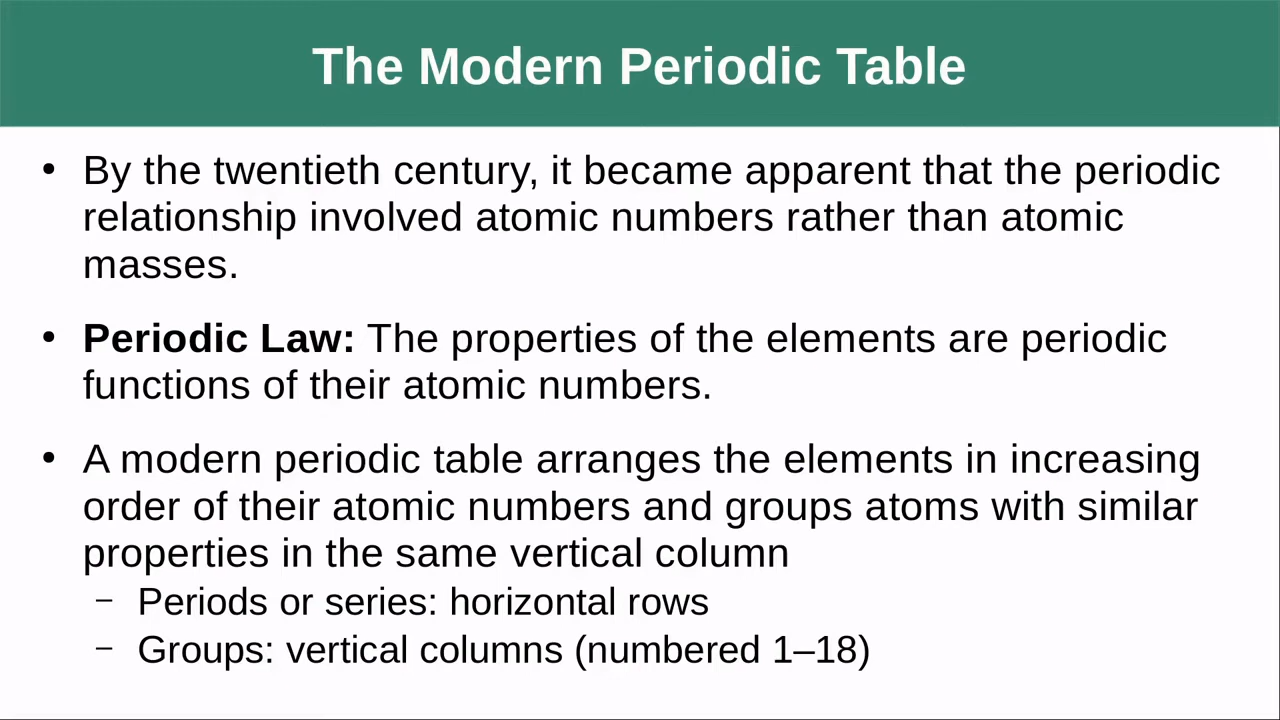 The Modern Periodic Table
• By the twentieth century, it became apparent that the periodic
relationship involved atomic numbers rather than atomic
masses.
• Periodic Law: The properties of the elements are periodic
functions of their atomic numbers.
• A modern periodic table arranges the elements in increasing
order of their atomic numbers and groups atoms with similar
properties in the same vertical column
– Periods or series: horizontal rows
– Groups: vertical columns (numbered 1–18)